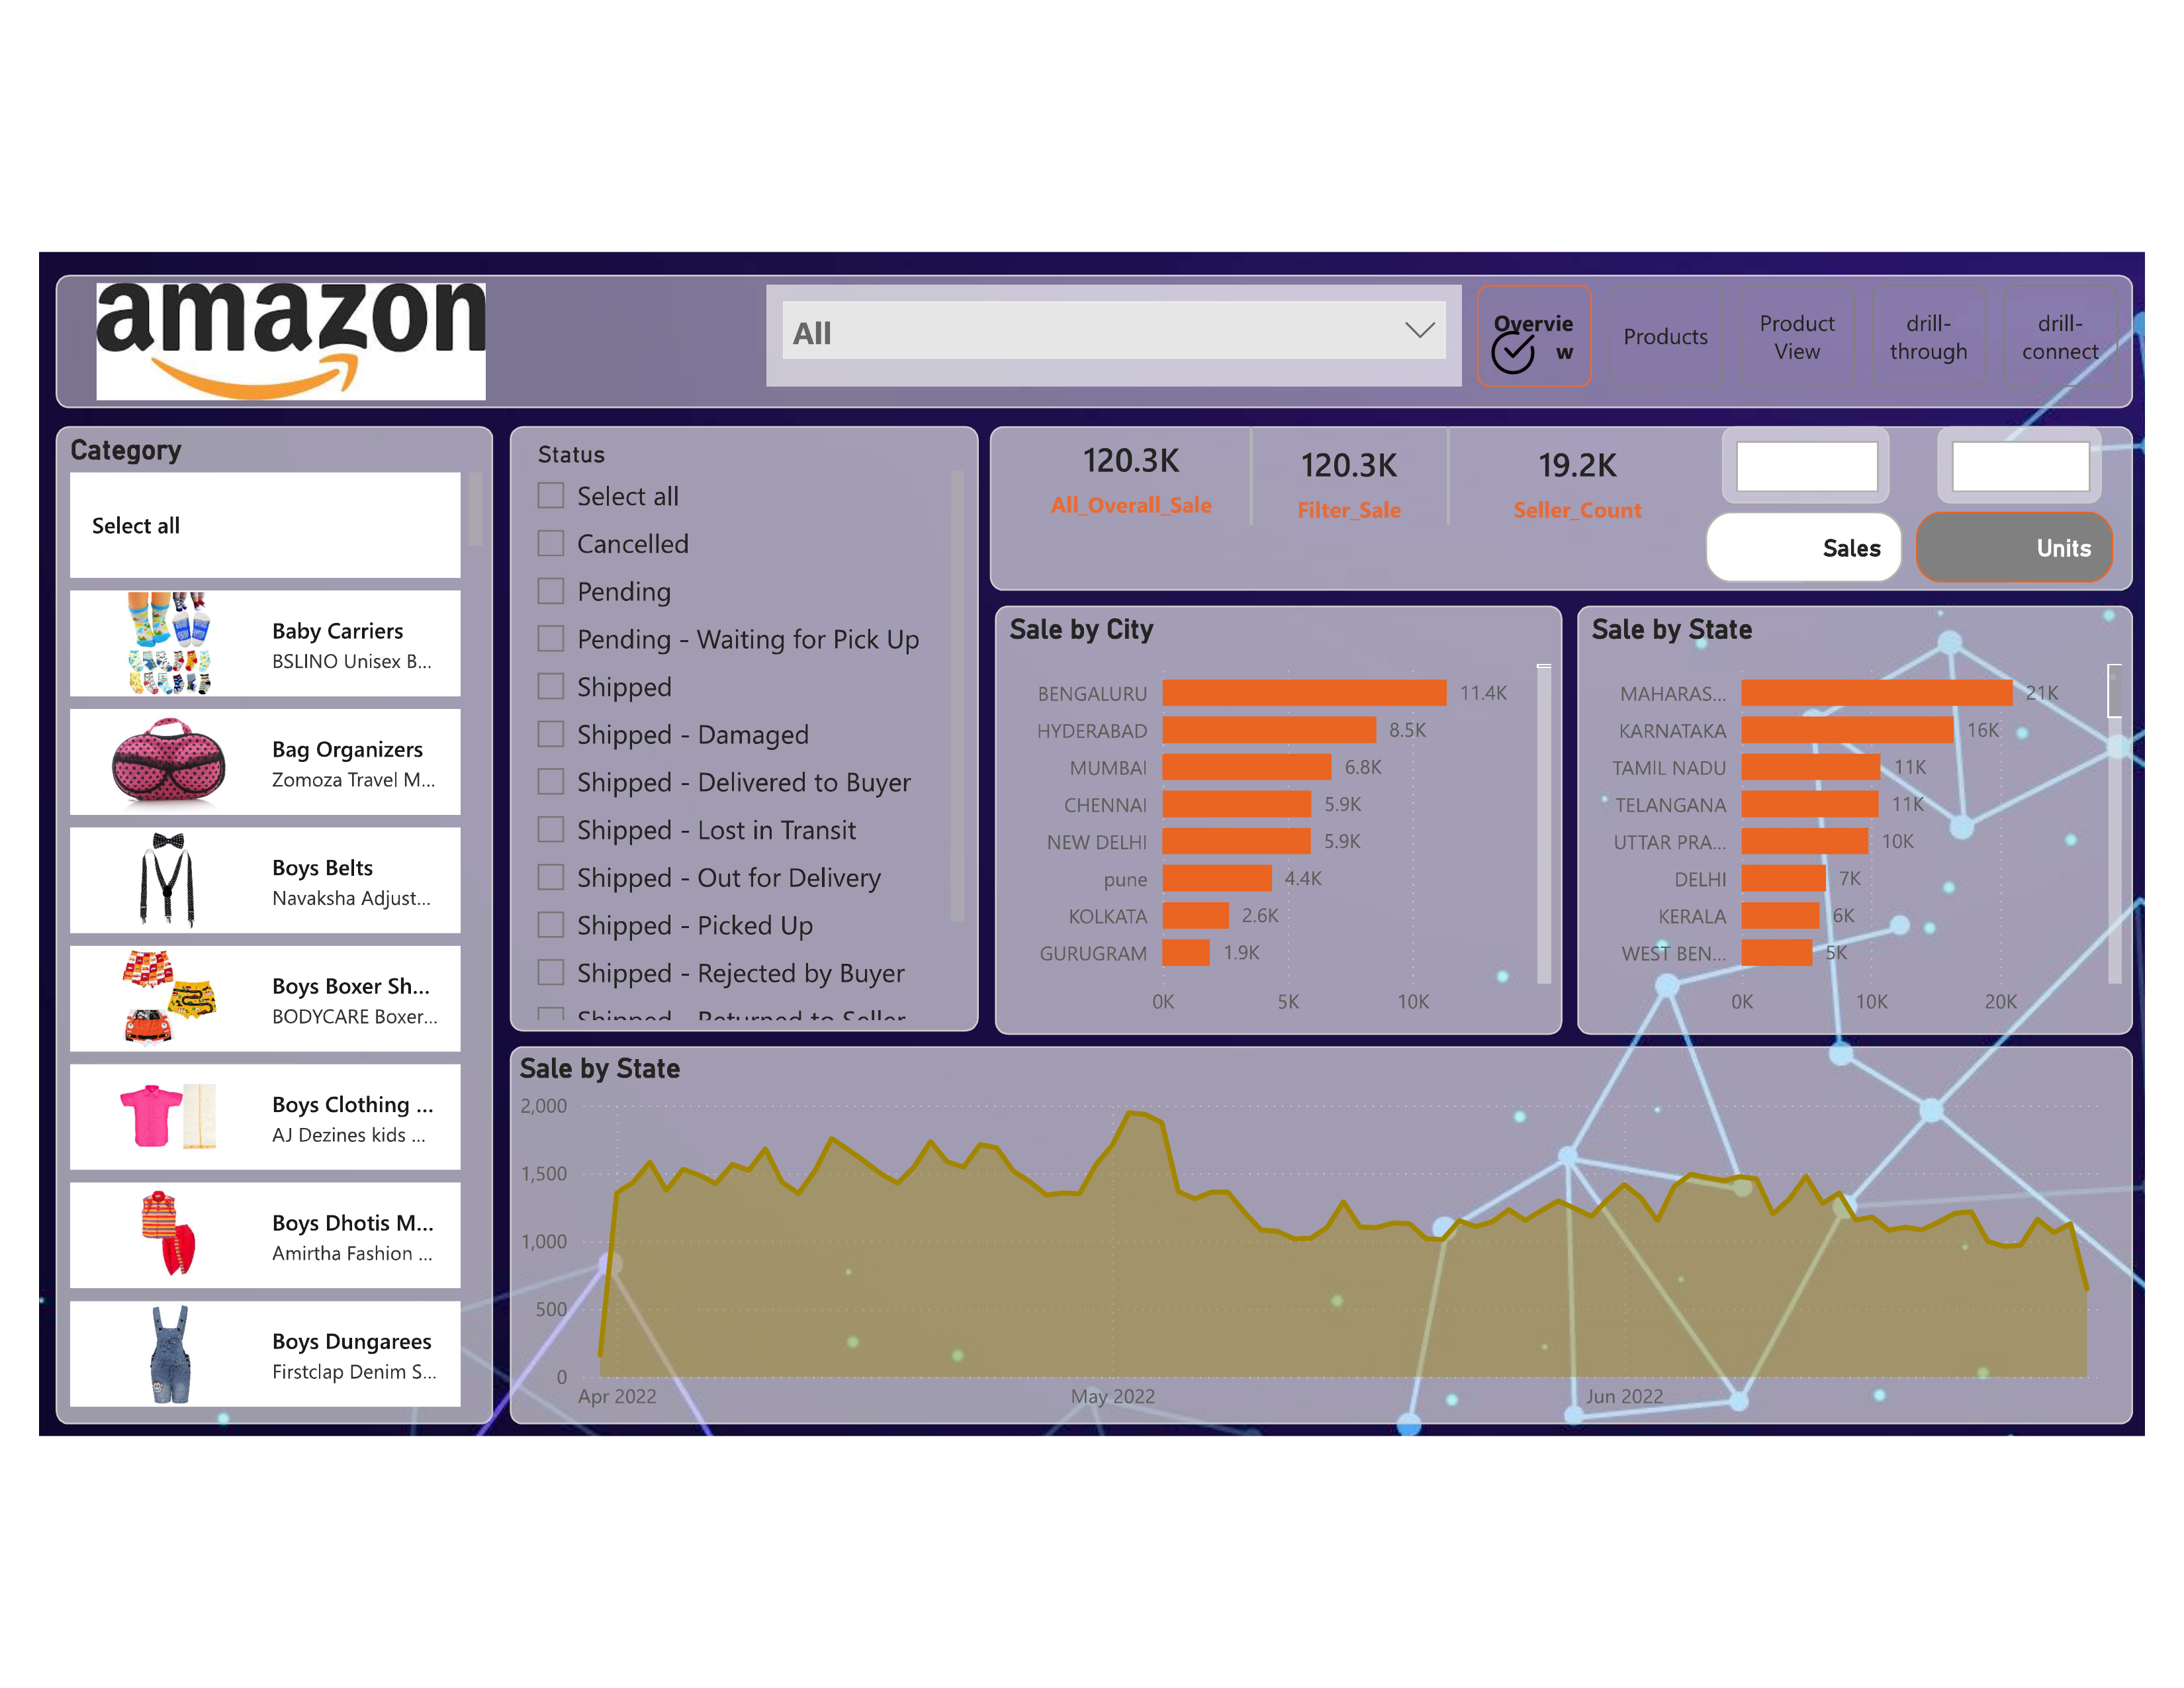 amazon
All
Overvie
w
Products
Product
View
drill-
through
drill-
connect
Category
Select all
Baby Carriers
BSLINO Unisex B...
Bag Organizers
Zomoza Travel M...
Boys Belts
Navaksha Adjust...
Boys Boxer Sh...
BODYCARE Boxer...
Boys Clothing ...
AJ Dezines kids ...
Boys Dhotis M...
Amirtha Fashion ...
Boys Dungarees
Firstclap Denim S...
Status
Select all
Cancelled
Pending
Pending - Waiting for Pick Up
Shipped
Shipped - Damaged
Shipped - Delivered to Buyer
Shipped - Lost in Transit
Shipped - Out for Delivery
Shipped - Picked Up
Shipped - Rejected by Buyer
Shipped - Returned to Seller
120.3K
All_Overall_Sale
120.3K
Filter_Sale
19.2K
Seller_Count
Sales
Units
Sale by City
BENGALURU 11.4K
HYDERABAD 8.5K
MUMBAI 6.8K
CHENNAI 5.9K
NEW DELHI 5.9K
pune 4.4K
KOLKATA 2.6K
GURUGRAM 1.9K
0K 5K 10K
Sale by State
MAHARAS... 21K
KARNATAKA 16K
TAMIL NADU 11K
TELANGANA 11K
UTTAR PRA... 10K
DELHI 7K
KERALA 6K
WEST BEN... 5K
0K 10K 20K
Sale by State
2,000
1,500
1,000
500
0
Apr 2022 May 2022 Jun 2022